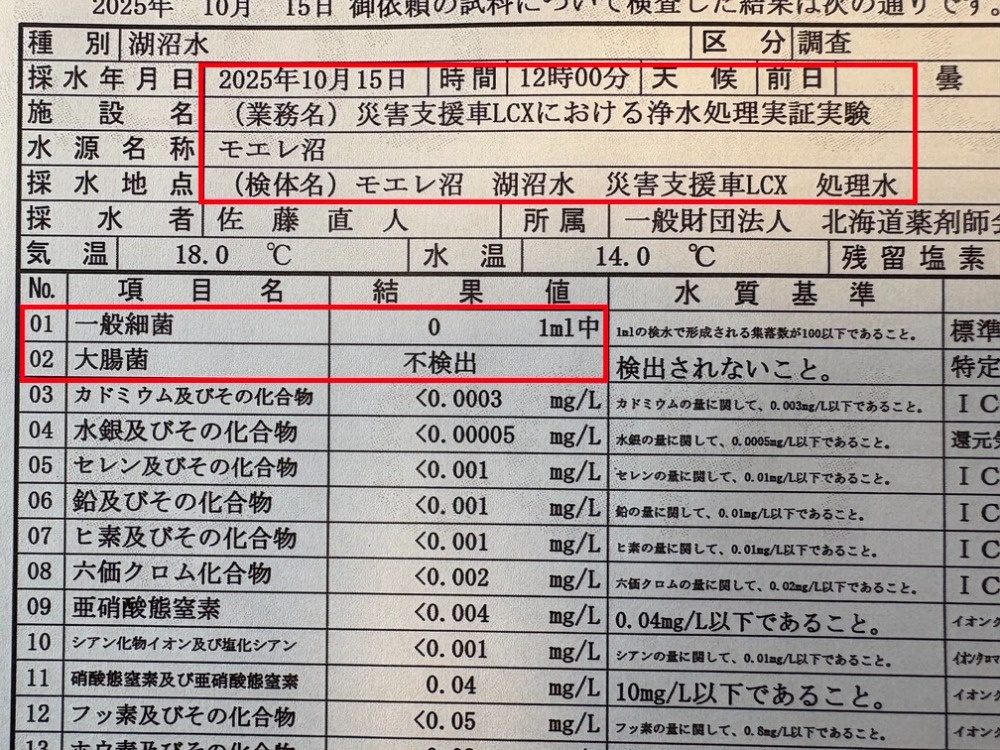 2025年 10月 15日 御依頼の試料について検査した結果は次の通りです。
種別 湖沼水 区分 調査
採水年月日 2025年10月15日 時間 12時00分 天候 前日 曇
施設名 （業務名）災害支援車LCXにおける浄水処理実証実験
水源名称 モエレ沼
採水地点 （検体名）モエレ沼 湖沼水 災害支援車LCX 処理水
採水者 佐藤直人 所属 一般財団法人 北海道薬剤師会
気温 18.0 ℃ 水温 14.0 ℃ 残留塩素
No. 項目名 結果値 水質基準
01 一般細菌 0 1ml中 1mlの検水で形成される集落数が100以下であること。 標準
02 大腸菌 不検出 検出されないこと。 特定
03 カドミウム及びその化合物 <0.0003 mg/L カドミウムの量に関して、0.003mg/L以下であること。 IC
04 水銀及びその化合物 <0.00005 mg/L 水銀の量に関して、0.0005mg/L以下であること。 還元
05 セレン及びその化合物 <0.001 mg/L セレンの量に関して、0.01mg/L以下であること。 IC
06 鉛及びその化合物 <0.001 mg/L 鉛の量に関して、0.01mg/L以下であること。 IC
07 ヒ素及びその化合物 <0.001 mg/L ヒ素の量に関して、0.01mg/L以下であること。 IC
08 六価クロム化合物 <0.002 mg/L 六価クロムの量に関して、0.02mg/L以下であること。 IC
09 亜硝酸態窒素 <0.004 mg/L 0.04mg/L以下であること。 イオンク
10 シアン化物イオン及び塩化シアン <0.001 mg/L シアンの量に関して、0.01mg/L以下であること。 イオンクロマ
11 硝酸態窒素及び亜硝酸態窒素 0.04 mg/L 10mg/L以下であること。 イオンク
12 フッ素及びその化合物 <0.05 mg/L フッ素の量に関して、0.8mg/L以下であること。 イオンク
13 ホウ素及びその化合物